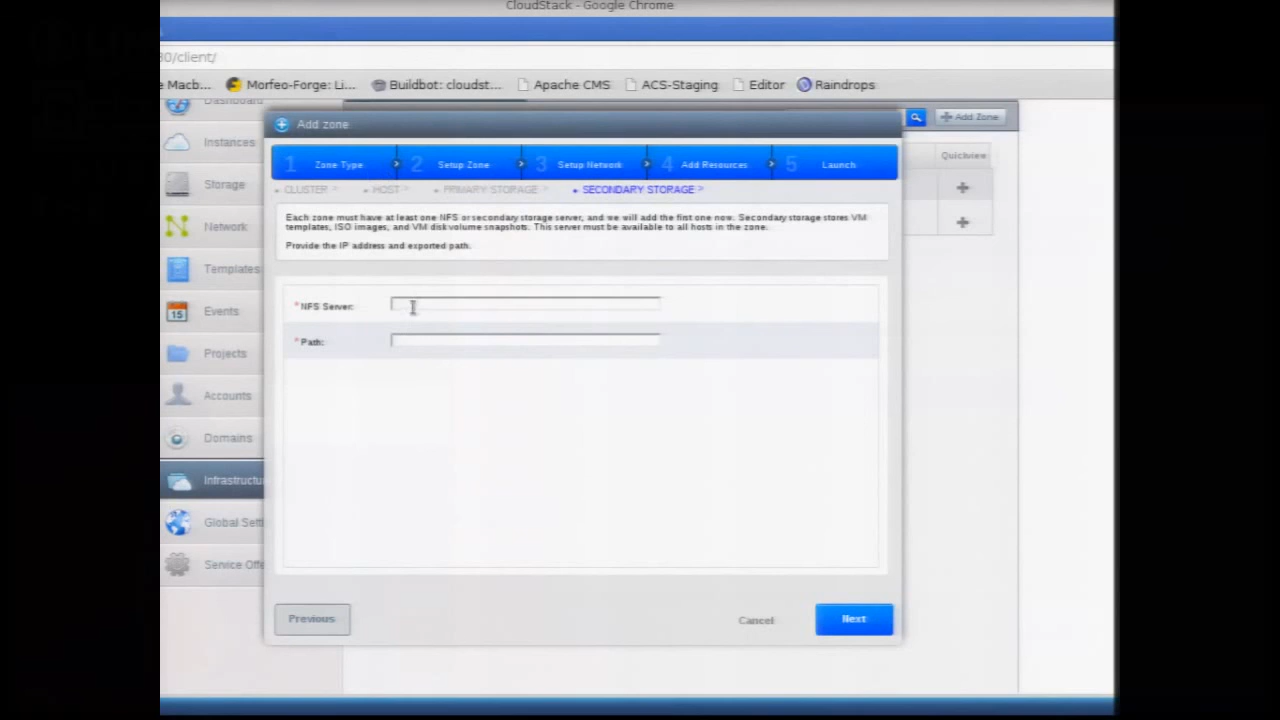 CloudStack - Google Chrome
80/client/
e Macb... Morfeo-Forge: Li... Buildbot: cloudst... Apache CMS ACS-Staging Editor Raindrops
Dashboard
Instances
Storage
Network
Templates
Events
15
Projects
Accounts
Domains
Infrastructu
Global Setti
Service Offe
Add zone
Add Zone
Quickview
1 Zone Type 2 Setup Zone 3 Setup Network 4 Add Resources 5 Launch
CLUSTER > HOST > PRIMARY STORAGE > SECONDARY STORAGE >
Each zone must have at least one NFS or secondary storage server, and we will add the first one now. Secondary storage stores VM
templates, ISO images, and VM disk volume snapshots. This server must be available to all hosts in the zone.
Provide the IP address and exported path.
*NFS Server:
*Path:
Previous
Cancel
Next